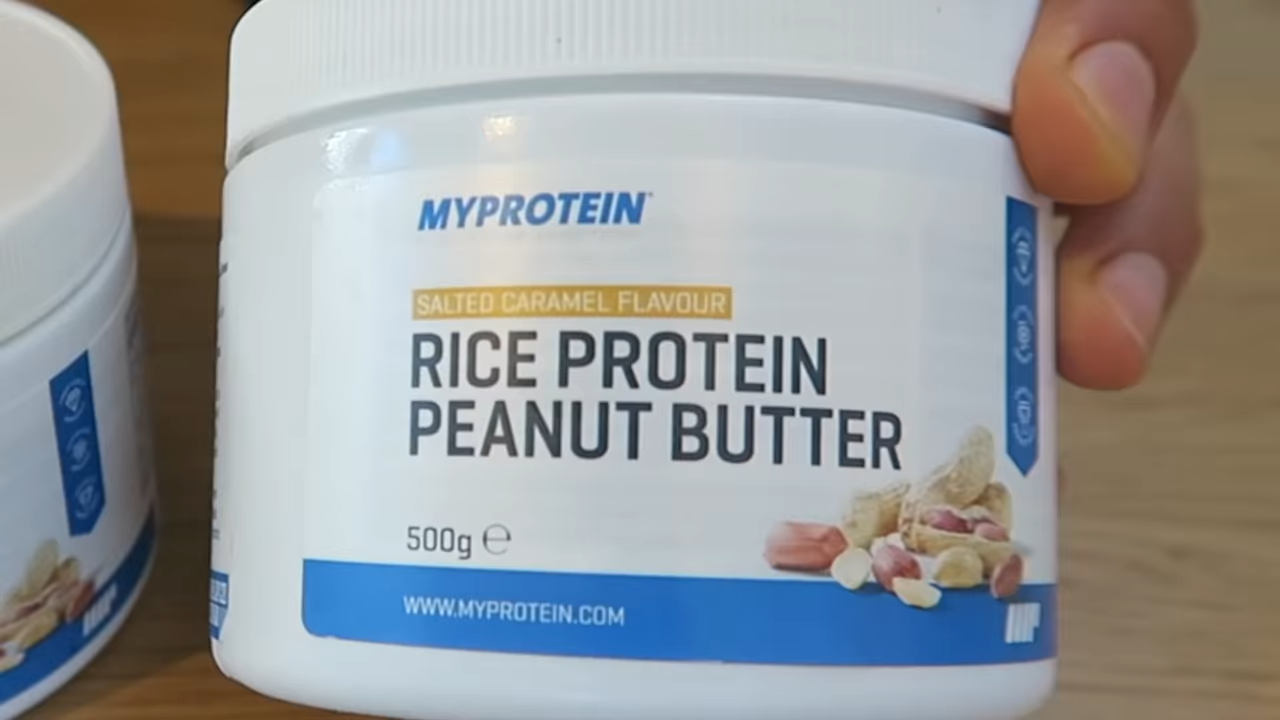 MYPROTEIN
SALTED CARAMEL FLAVOUR
RICE PROTEIN
PEANUT BUTTER
500g ℮
WWW.MYPROTEIN.COM